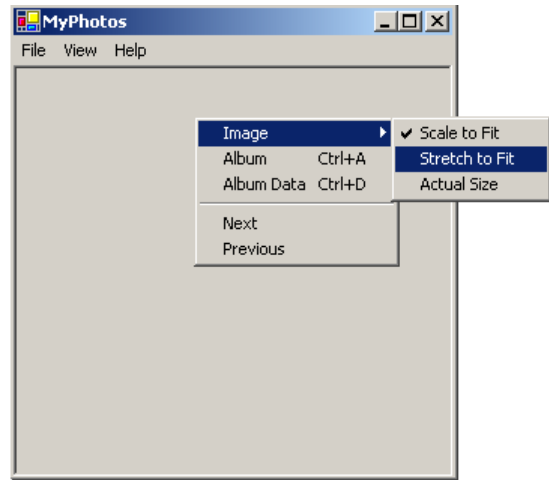 MyPhotos
File View Help
Image
Album Ctrl+A
Album Data Ctrl+D
Next
Previous
Scale to Fit
Stretch to Fit
Actual Size